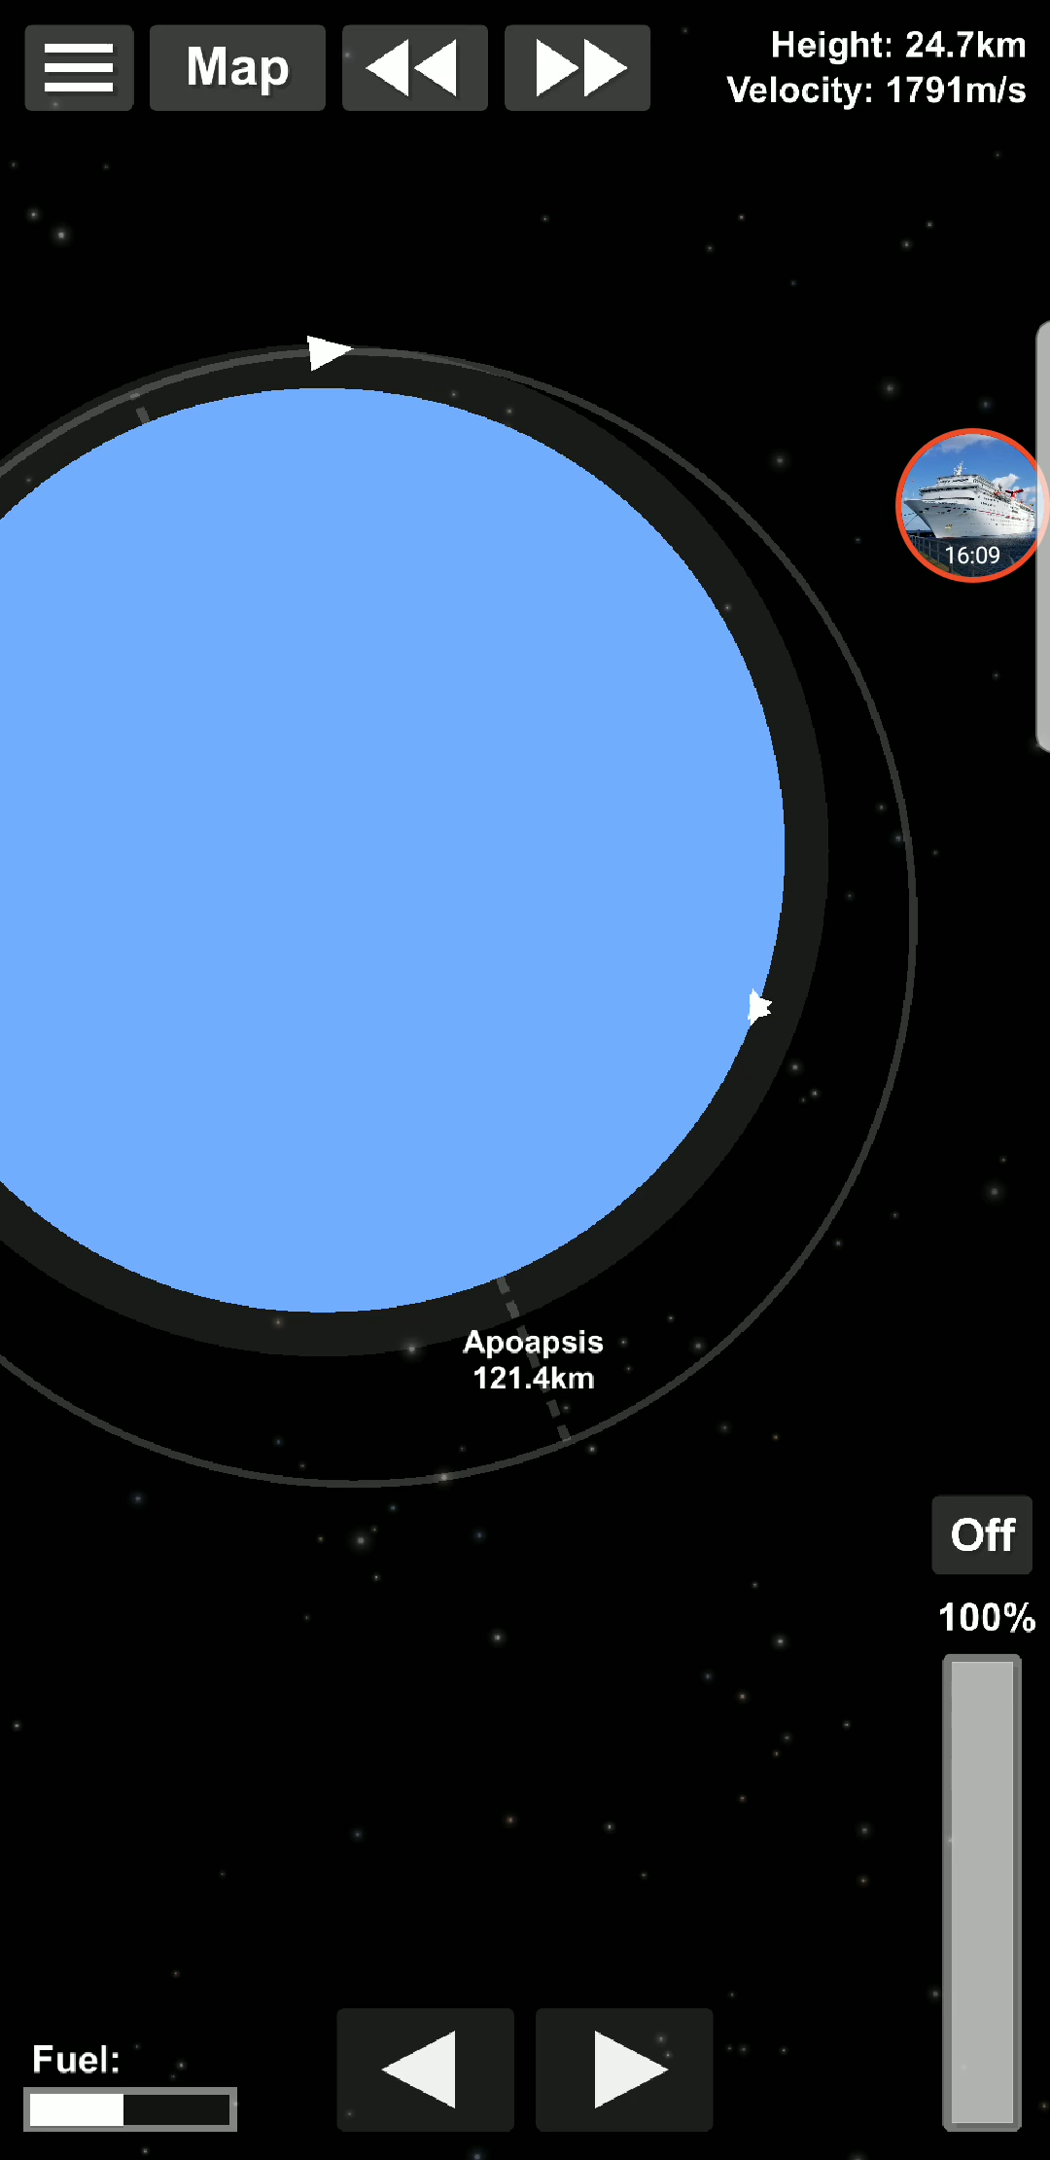 Map
Height: 24.7km
Velocity: 1791m/s
16:09
Apoapsis
121.4km
Off
100%
Fuel: